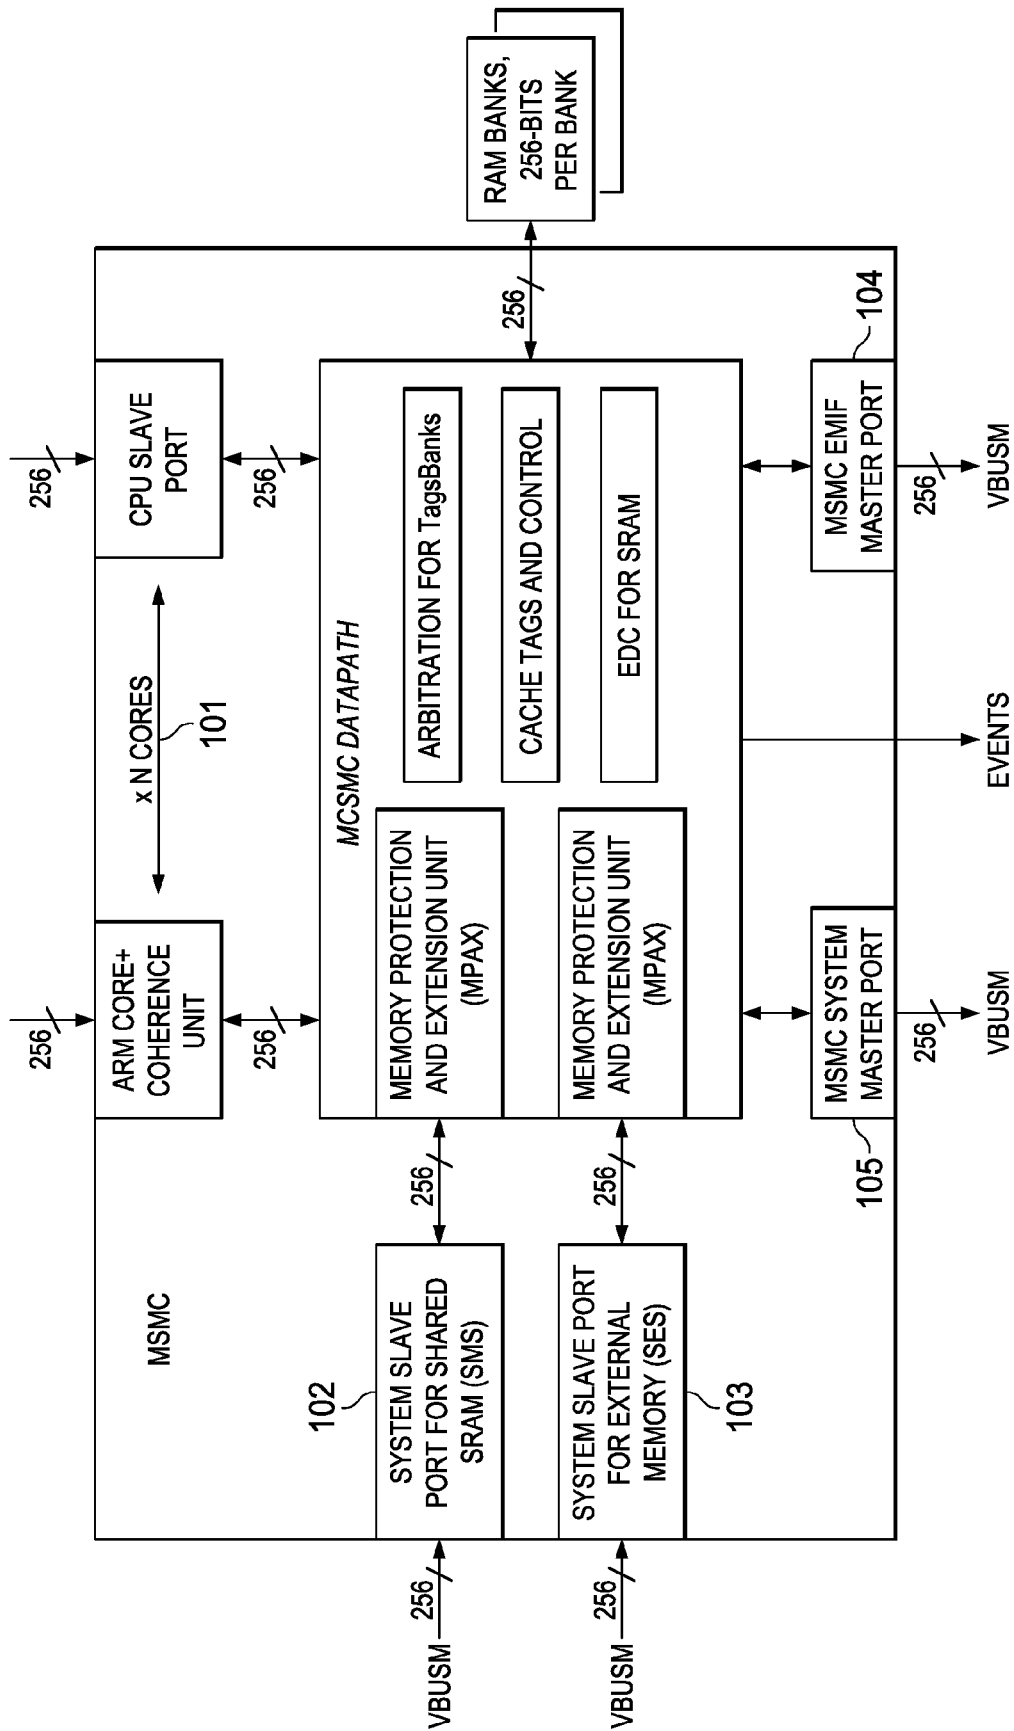 256
256
ARM CORE+
COHERENCE
UNIT
x N CORES
101
CPU SLAVE
PORT
MSMC
256
256
MCSMC DATAPATH
VBUSM
256
102
SYSTEM SLAVE
PORT FOR SHARED
SRAM (SMS)
256
MEMORY PROTECTION
AND EXTENSION UNIT
(MPAX)
ARBITRATION FOR TagsBanks
CACHE TAGS AND CONTROL
EDC FOR SRAM
256
RAM BANKS,
256-BITS
PER BANK
VBUSM
256
SYSTEM SLAVE PORT
FOR EXTERNAL
MEMORY (SES)
103
256
MEMORY PROTECTION
AND EXTENSION UNIT
(MPAX)
105
MSMC SYSTEM
MASTER PORT
MSMC EMIF
MASTER PORT
104
256
256
VBUSM
EVENTS
VBUSM